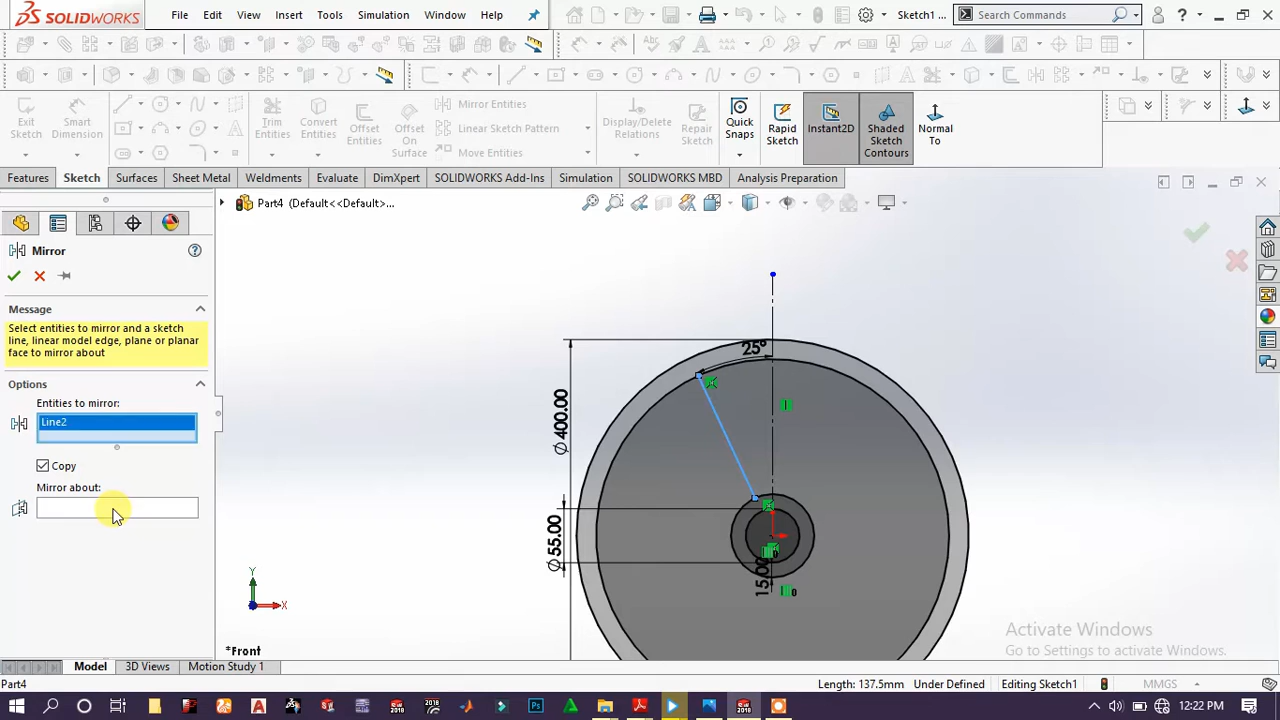 SOLIDWORKS File Edit View Insert Tools Simulation Window Help Sketch1 ... Search Commands ?
Exit Sketch
Smart Dimension
Trim Entities
Convert Entities
Offset Entities
Offset On Surface
Mirror Entities
Linear Sketch Pattern
Move Entities
Display/Delete Relations
Repair Sketch
Quick Snaps
Rapid Sketch
Instant2D
Shaded Sketch Contours
Normal To
Features Sketch Surfaces Sheet Metal Weldments Evaluate DimXpert SOLIDWORKS Add-Ins Simulation SOLIDWORKS MBD Analysis Preparation
Part4 (Default<<Default>...
Mirror
Message
Select entities to mirror and a sketch
line, linear model edge, plane or planar
face to mirror about
Options
Entities to mirror:
Line2
Copy
Mirror about:
25°
Ø400.00
Ø55.00
15.00
Y
X
*Front
Activate Windows
Go to Settings to activate Windows.
Model 3D Views Motion Study 1
Part4 Length: 137.5mm Under Defined Editing Sketch1 MMGS
12:22 PM